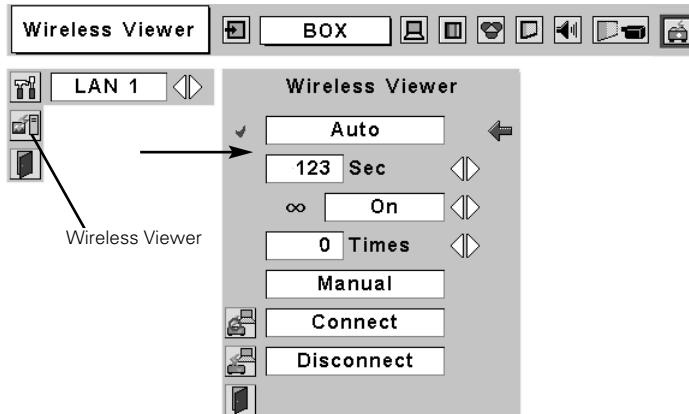 Wireless Viewer
BOX
LAN 1
Wireless Viewer
Wireless Viewer
Auto
123 Sec
∞ On
0 Times
Manual
Connect
Disconnect